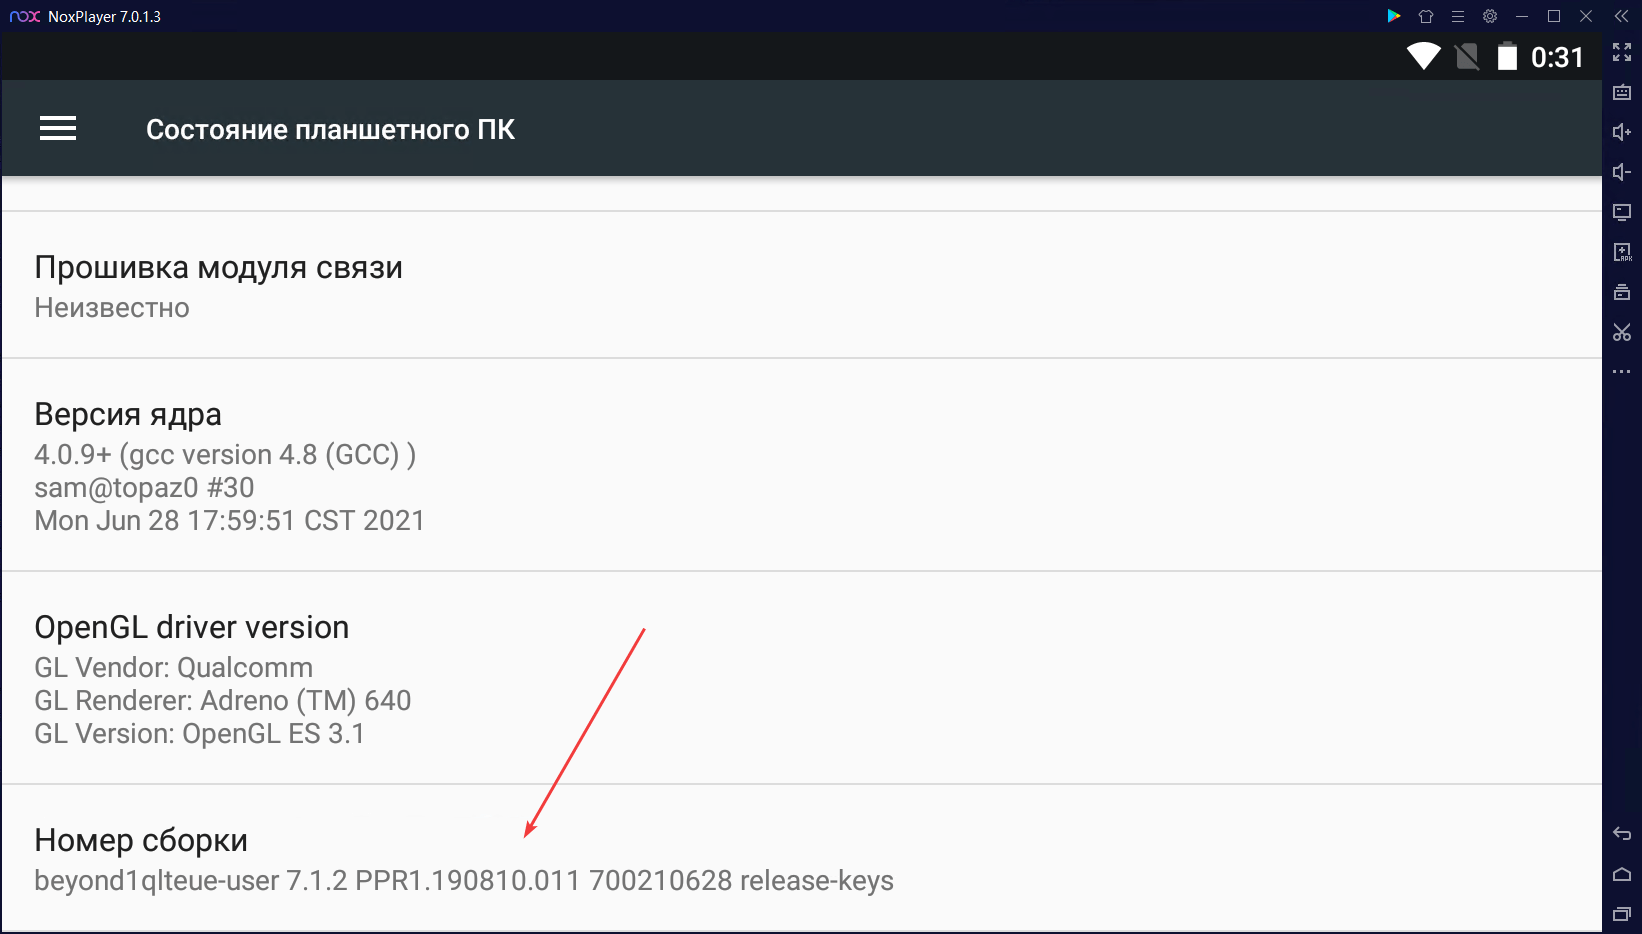 nox NoxPlayer 7.0.1.3
0:31
Состояние планшетного ПК
Прошивка модуля связи
Неизвестно
Версия ядра
4.0.9+ (gcc version 4.8 (GCC) )
sam@topaz0 #30
Mon Jun 28 17:59:51 CST 2021
OpenGL driver version
GL Vendor: Qualcomm
GL Renderer: Adreno (TM) 640
GL Version: OpenGL ES 3.1
Номер сборки
beyond1qlteue-user 7.1.2 PPR1.190810.011 700210628 release-keys
APK